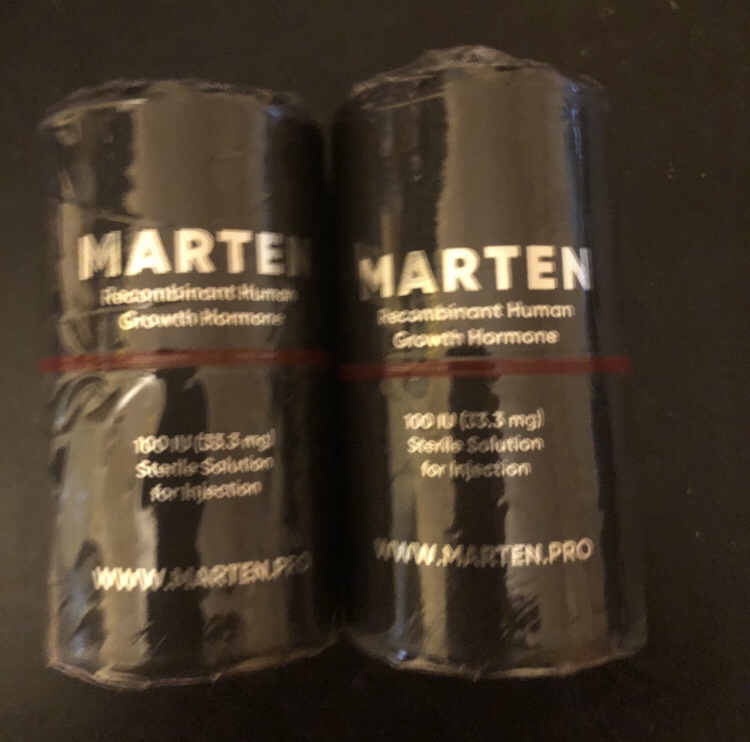 MARTEN
Recombinant Human
Growth Hormone
100 IU (33.3 mg)
Sterile Solution
for Injection
WWW.MARTEN.PRO
MARTEN
Recombinant Human
Growth Hormone
100 IU (33.3 mg)
Sterile Solution
for Injection
WWW.MARTEN.PRO